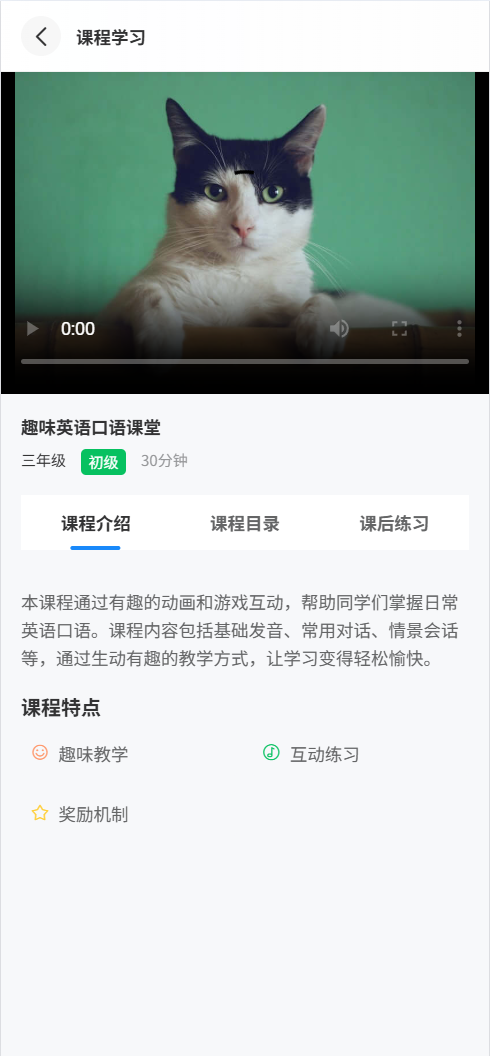 课程学习
0:00
趣味英语口语课堂
三年级 初级 30分钟
课程介绍 课程目录 课后练习
本课程通过有趣的动画和游戏互动，帮助同学们掌握日常
英语口语。课程内容包括基础发音、常用对话、情景会话
等，通过生动有趣的教学方式，让学习变得轻松愉快。
课程特点
趣味教学 互动练习
奖励机制